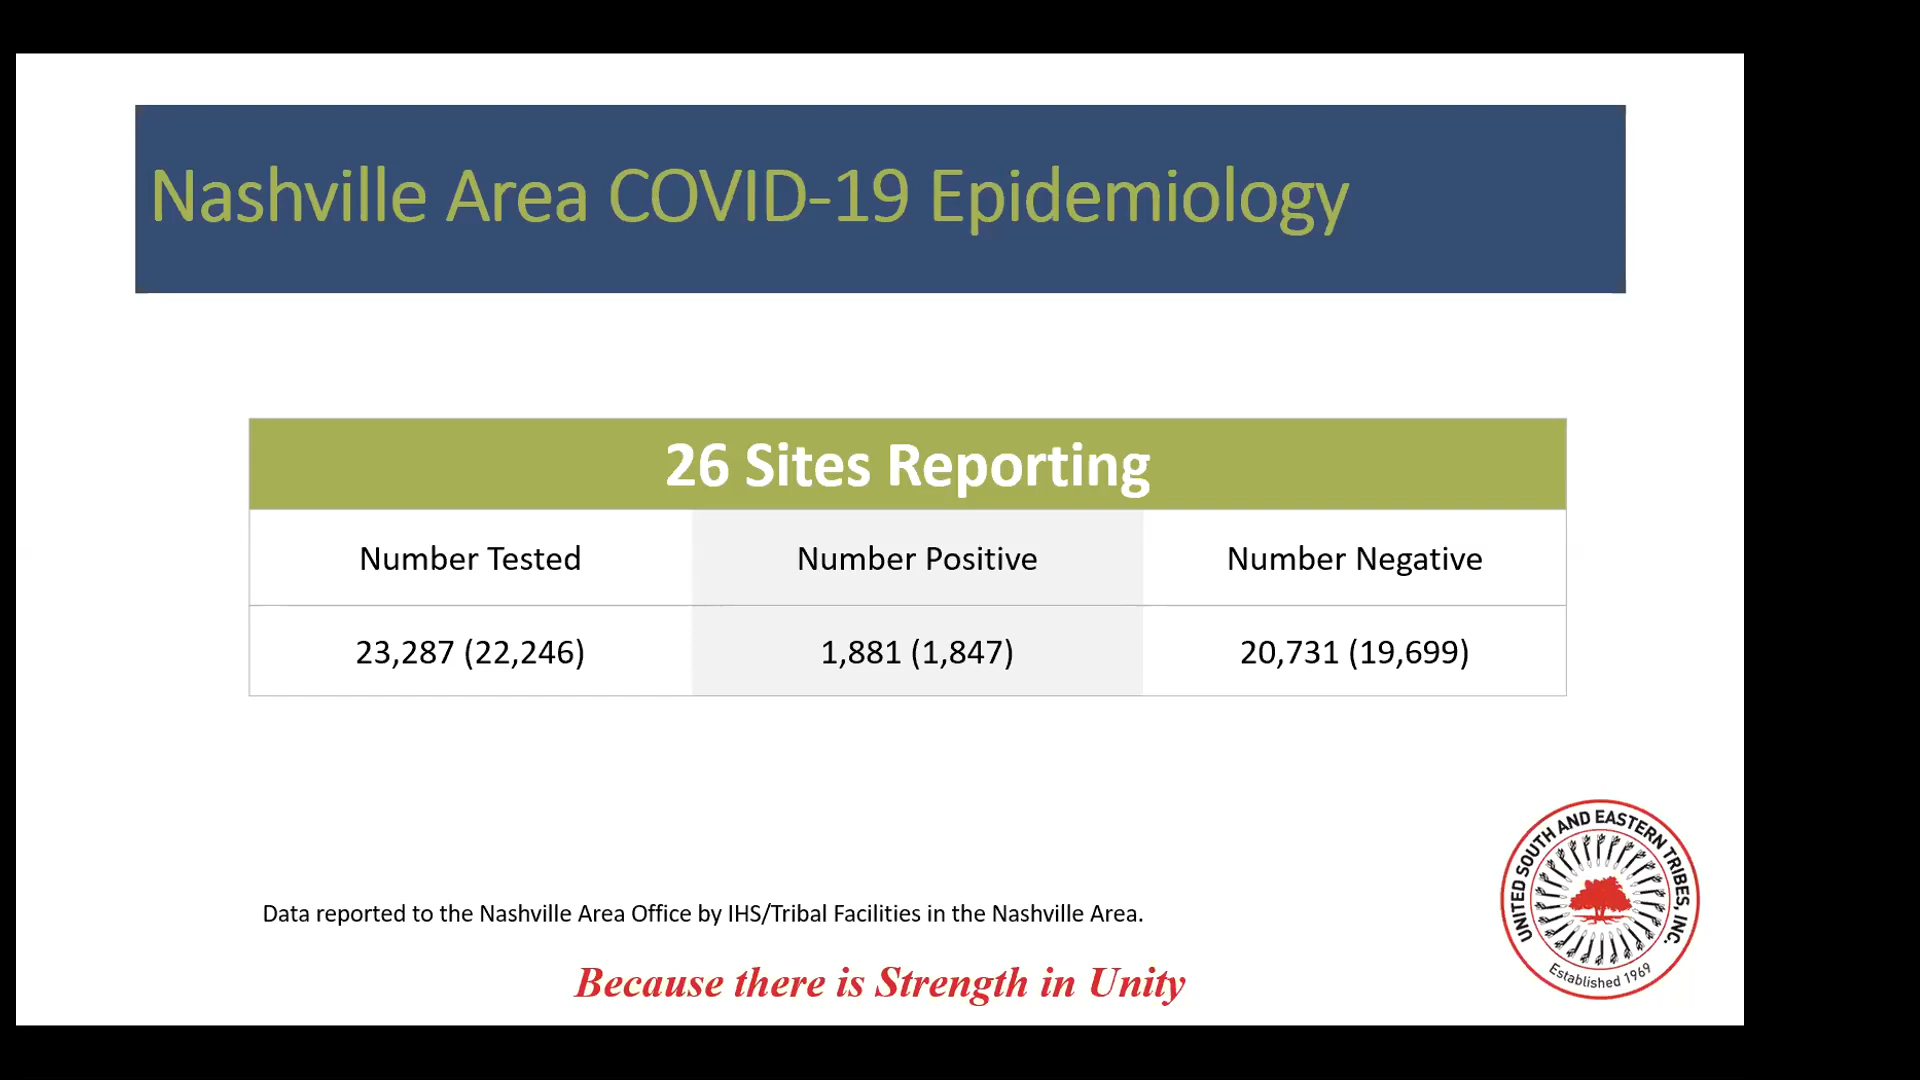 Nashville Area COVID-19 Epidemiology
26 Sites Reporting
Number Tested Number Positive Number Negative
23,287 (22,246) 1,881 (1,847) 20,731 (19,699)
Data reported to the Nashville Area Office by IHS/Tribal Facilities in the Nashville Area.
Because there is Strength in Unity
UNITED SOUTH AND EASTERN TRIBES, INC.
Established 1969